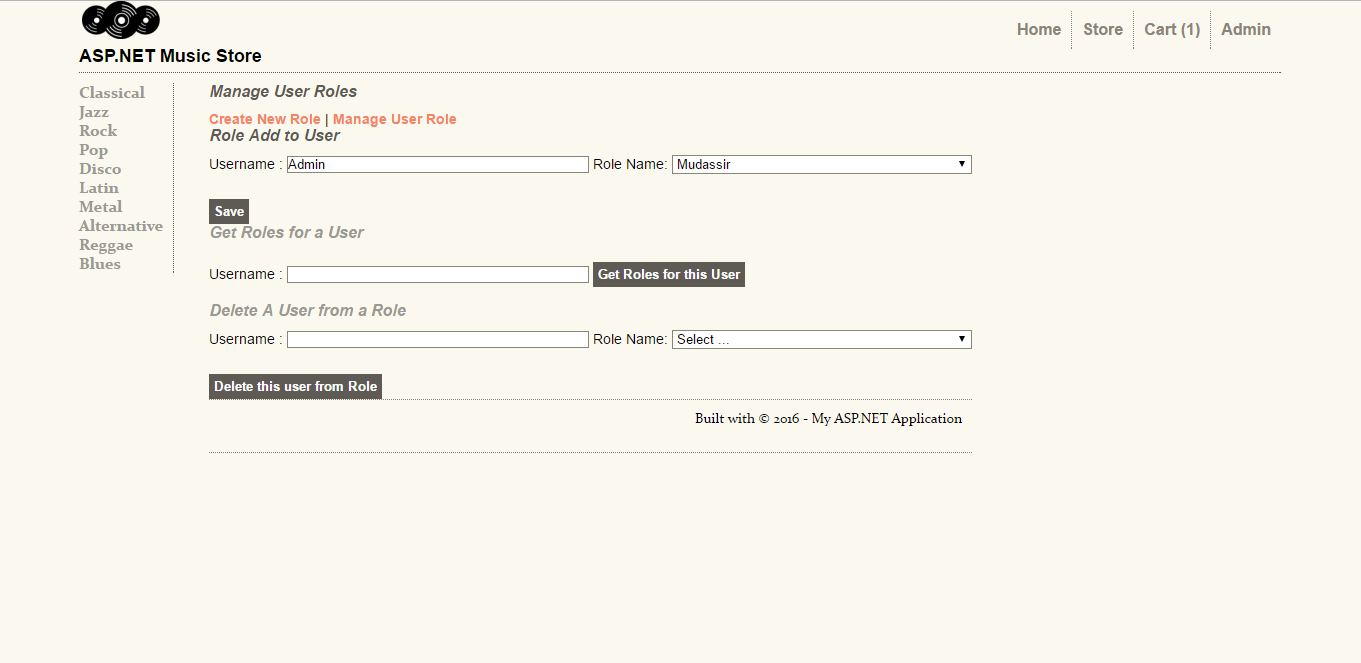 ASP.NET Music Store
Home Store Cart (1) Admin
Classical
Jazz
Rock
Pop
Disco
Latin
Metal
Alternative
Reggae
Blues
Manage User Roles
Create New Role | Manage User Role
Role Add to User
Username : Admin Role Name: Mudassir
Save
Get Roles for a User
Username : Get Roles for this User
Delete A User from a Role
Username : Role Name: Select ...
Delete this user from Role
Built with © 2016 - My ASP.NET Application